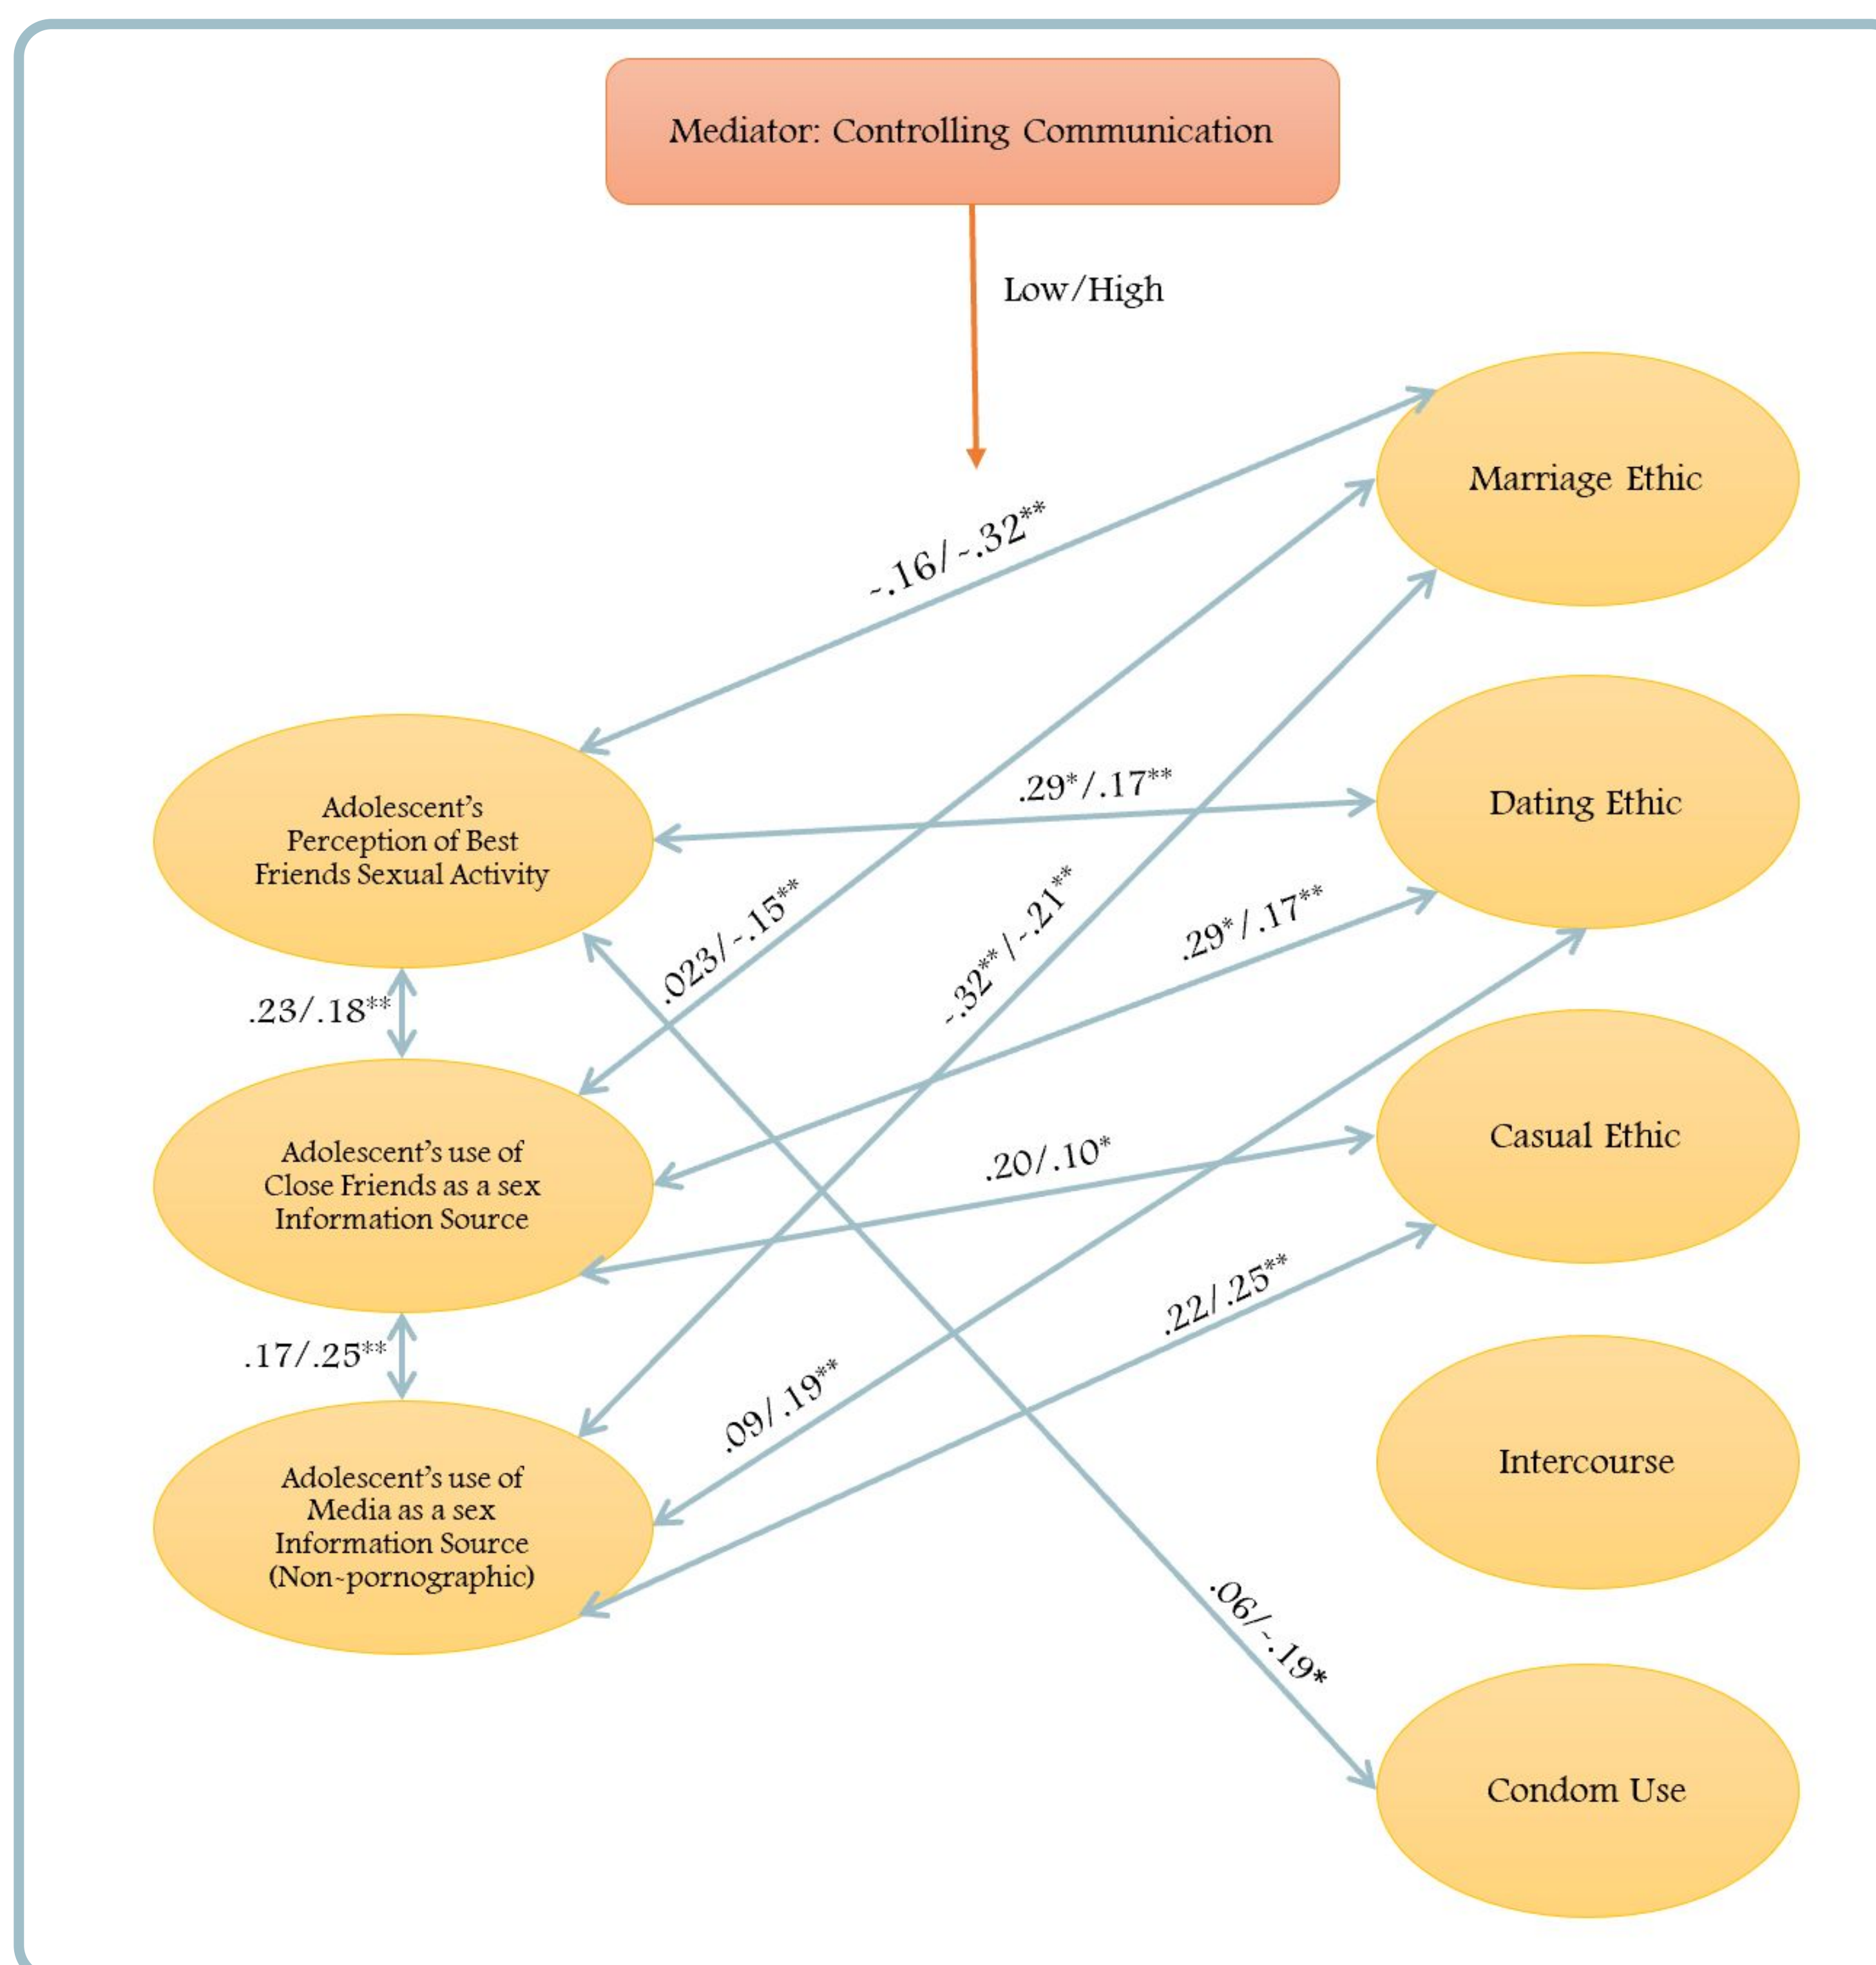 Mediator: Controlling Communication
Low/High
Marriage Ethic
-.16/-.32**
Adolescent's
Perception of Best
Friends Sexual Activity
.29*/.17**
Dating Ethic
.023/-.15**
-.32**/-.21**
.29*/.17**
.23/.18**
Adolescent's use of
Close Friends as a sex
Information Source
.20/.10*
Casual Ethic
.22/.25**
.17/.25**
.09/.19**
Adolescent's use of
Media as a sex
Information Source
(Non-pornographic)
Intercourse
.06/-.19*
Condom Use